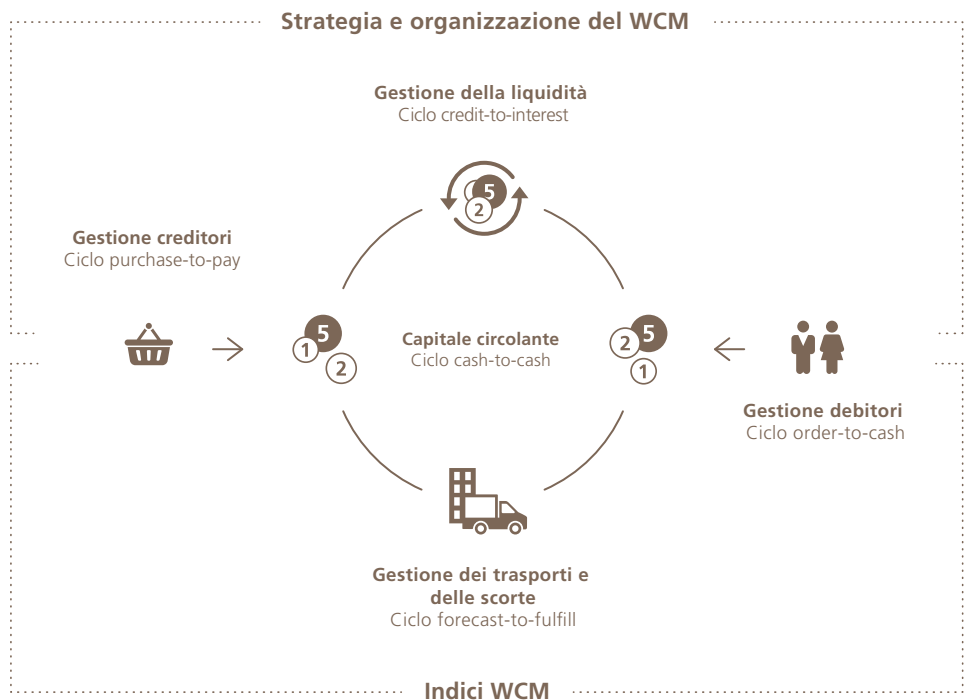 Strategia e organizzazione del WCM
Gestione della liquidità
Ciclo credit-to-interest
5
2
Gestione creditori
Ciclo purchase-to-pay
5
1
2
Capitale circolante
Ciclo cash-to-cash
5
2
1
Gestione debitori
Ciclo order-to-cash
Gestione dei trasporti e
delle scorte
Ciclo forecast-to-fulfill
Indici WCM